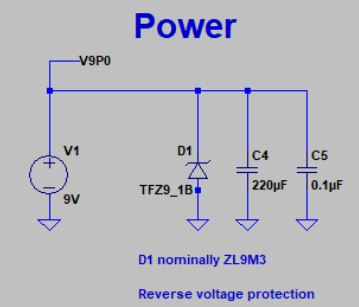 Power
V9P0
V1
9V
D1
TFZ9_1B
C4
220µF
C5
0.1µF
D1 nominally ZL9M3
Reverse voltage protection